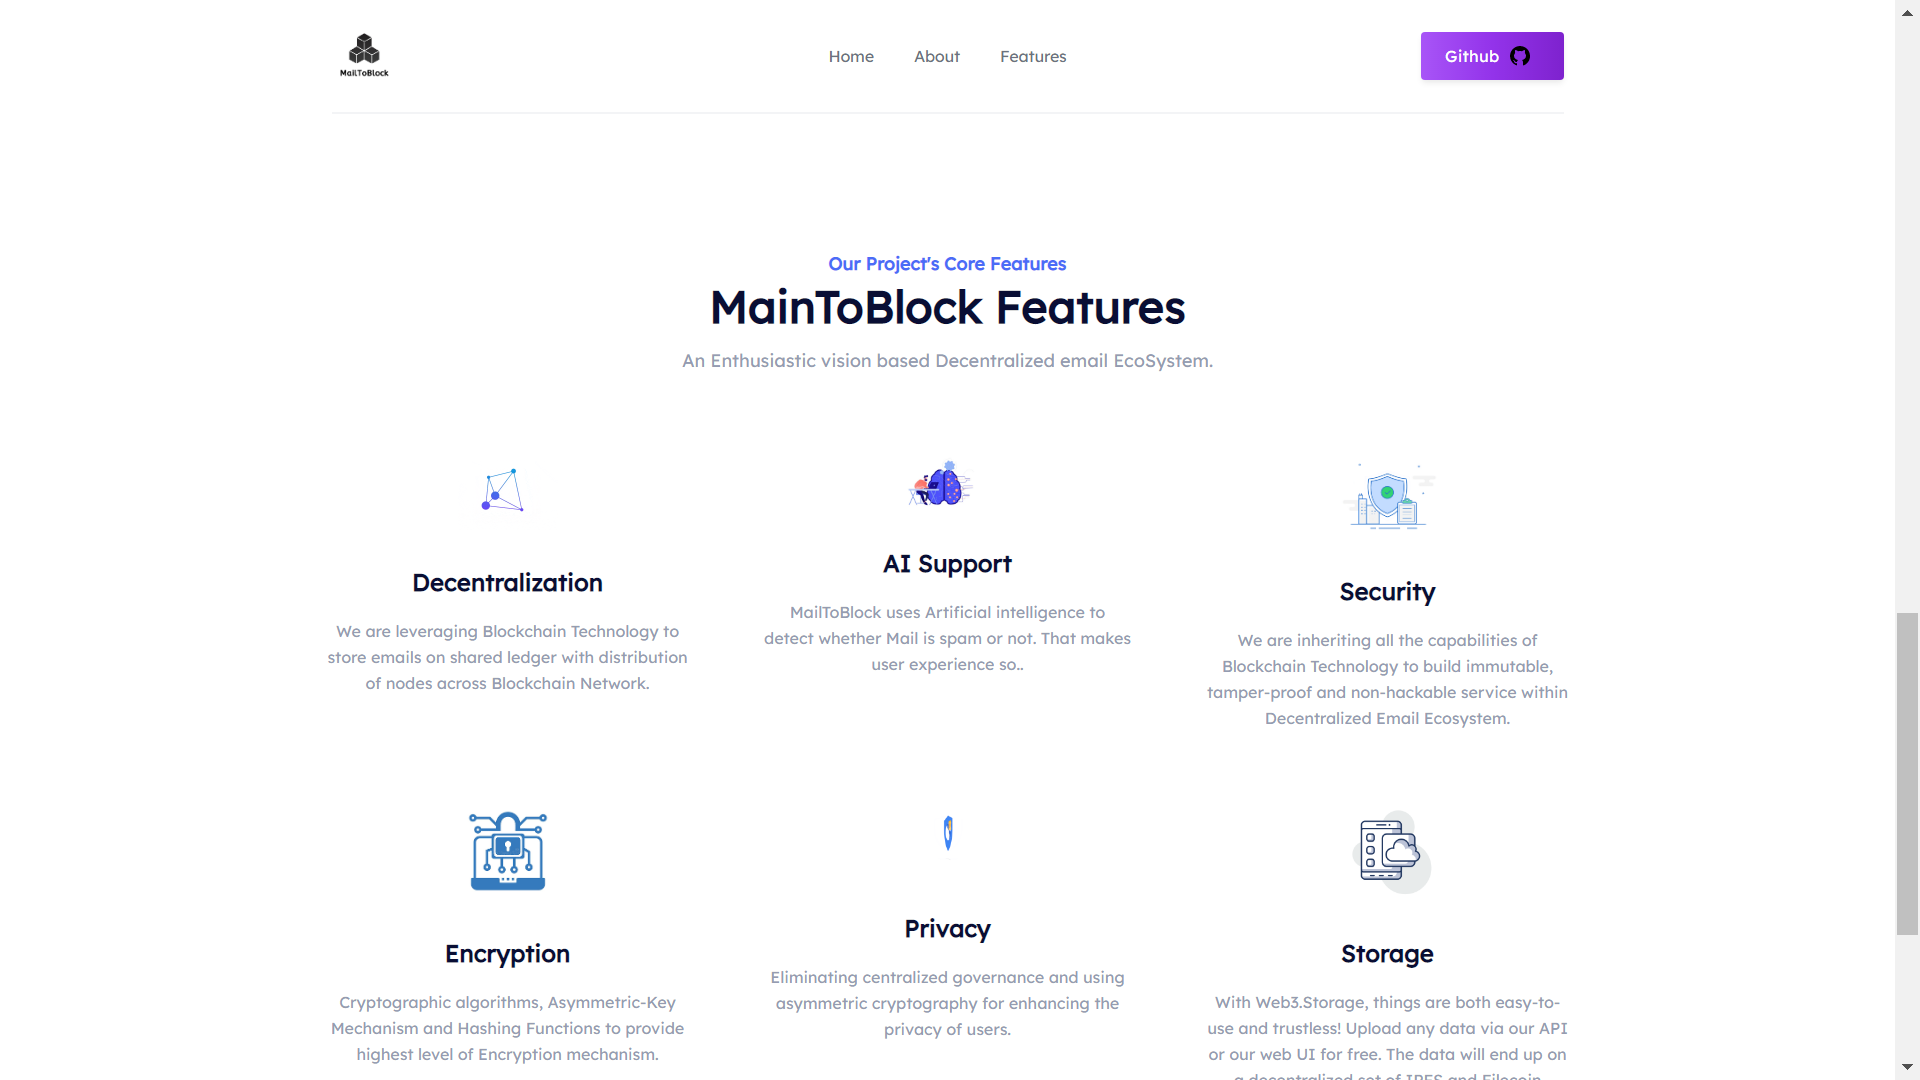 MailToBlock
Home
About
Features
Github
Our Project's Core Features
MainToBlock Features
An Enthusiastic vision based Decentralized email EcoSystem.
Decentralization
We are leveraging Blockchain Technology to
store emails on shared ledger with distribution
of nodes across Blockchain Network.
AI Support
MailToBlock uses Artificial intelligence to
detect whether Mail is spam or not. That makes
user experience so..
Security
We are inheriting all the capabilities of
Blockchain Technology to build immutable,
tamper-proof and non-hackable service within
Decentralized Email Ecosystem.
Encryption
Cryptographic algorithms, Asymmetric-Key
Mechanism and Hashing Functions to provide
highest level of Encryption mechanism.
Privacy
Eliminating centralized governance and using
asymmetric cryptography for enhancing the
privacy of users.
Storage
With Web3.Storage, things are both easy-to-
use and trustless! Upload any data via our API
or our web UI for free. The data will end up on
a decentralized set of IPFS and Filecoin